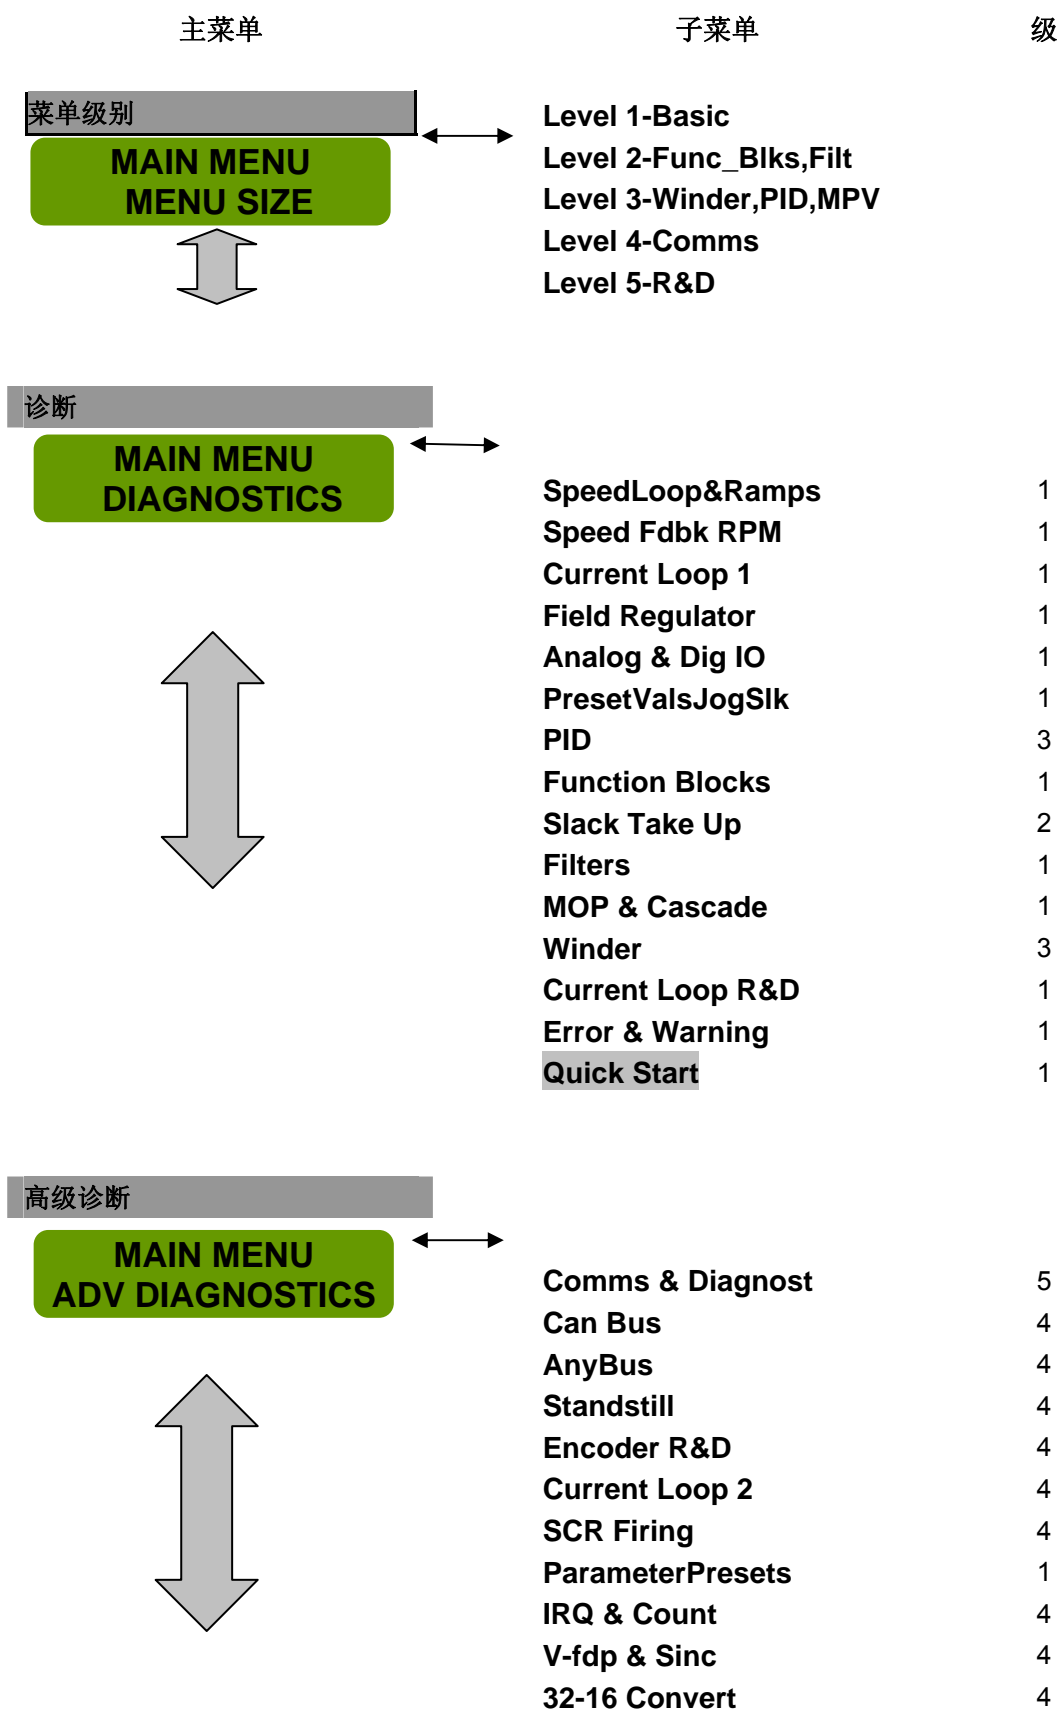 主菜单 子菜单 级
菜单级别
MAIN MENU
MENU SIZE
Level 1-Basic
Level 2-Func_Blks,Filt
Level 3-Winder,PID,MPV
Level 4-Comms
Level 5-R&D
诊断
MAIN MENU
DIAGNOSTICS
SpeedLoop&Ramps 1
Speed Fdbk RPM 1
Current Loop 1 1
Field Regulator 1
Analog & Dig IO 1
PresetValsJogSlk 1
PID 3
Function Blocks 1
Slack Take Up 2
Filters 1
MOP & Cascade 1
Winder 3
Current Loop R&D 1
Error & Warning 1
Quick Start 1
高级诊断
MAIN MENU
ADV DIAGNOSTICS
Comms & Diagnost 5
Can Bus 4
AnyBus 4
Standstill 4
Encoder R&D 4
Current Loop 2 4
SCR Firing 4
ParameterPresets 1
IRQ & Count 4
V-fdp & Sinc 4
32-16 Convert 4